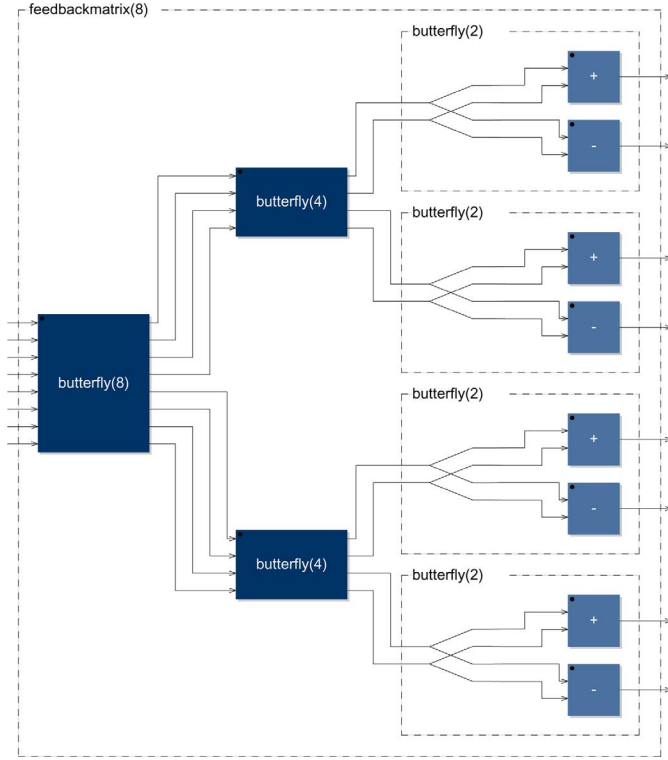 feedbackmatrix(8)
butterfly(2)
+
-
butterfly(4)
butterfly(2)
+
-
butterfly(8)
butterfly(2)
+
-
butterfly(4)
butterfly(2)
+
-